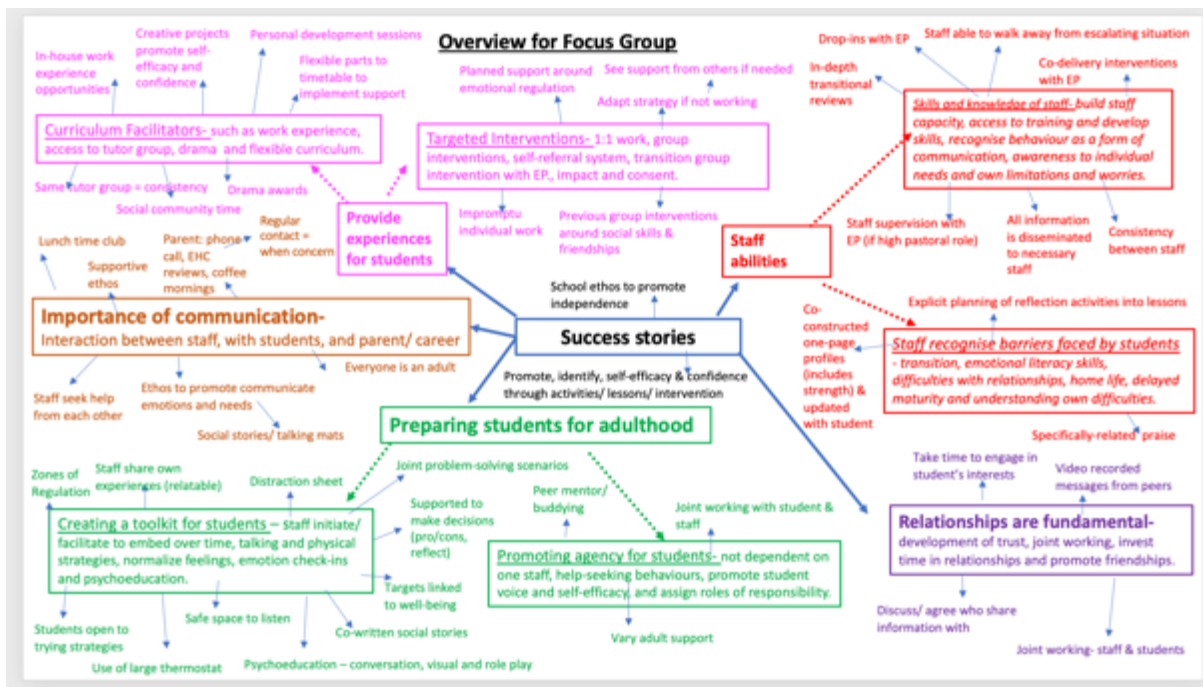 Overview for Focus Group
In-house work
experience
opportunities
Creative projects
promote self-
efficacy and
confidence
Personal development sessions
Flexible parts to
timetable to
implement support
Curriculum Facilitators- such as work experience,
access to tutor group, drama and flexible curriculum.
Same tutor group = consistency
Social community time
Drama awards
Planned support around
emotional regulation
See support from others if needed
Adapt strategy if not working
Targeted Interventions- 1:1 work, group
interventions, self-referral system, transition group
intervention with EP., impact and consent.
Impromptu
individual work
Previous group interventions
around social skills &
friendships
Provide
experiences
for students
Drop-ins with EP
Staff able to walk away from escalating situation
In-depth
transitional
reviews
Co-delivery interventions
with EP
Skills and knowledge of staff- build staff
capacity, access to training and develop
skills, recognise behaviour as a form of
communication, awareness to individual
needs and own limitations and worries.
Staff supervision with
EP (if high pastoral role)
All information
is disseminated
to necessary
staff
Consistency
between staff
Staff
abilities
Lunch time club
Supportive
ethos
Parent: phone
call, EHC
reviews, coffee
mornings
Regular
contact =
when concern
Importance of communication-
Interaction between staff, with students, and parent/ career
Staff seek help
from each other
Ethos to promote communicate
emotions and needs
Everyone is an adult
Social stories/ talking mats
School ethos to promote
independence
Success stories
Promote, identify, self-efficacy & confidence
through activities/ lessons/ intervention
Explicit planning of reflection activities into lessons
Co-
constructed
one-page
profiles
(includes
strength) &
updated
with student
Staff recognise barriers faced by students
- transition, emotional literacy skills,
difficulties with relationships, home life, delayed
maturity and understanding own difficulties.
Specifically-related praise
Preparing students for adulthood
Zones of
Regulation
Staff share own
experiences (relatable)
Distraction sheet
Joint problem-solving scenarios
Supported to
make decisions
(pro/cons,
reflect)
Creating a toolkit for students – Staff initiate/
facilitate to embed over time, talking and physical
strategies, normalize feelings, emotion check-ins
and psychoeducation.
Targets linked
to well-being
Students open to
trying strategies
Safe space to listen
Co-written social stories
Use of large thermostat
Psychoeducation – conversation, visual and role play
Peer mentor/
buddying
Joint working with student &
staff
Promoting agency for students- not dependent on
one staff, help-seeking behaviours, promote student
voice and self-efficacy, and assign roles of responsibility.
Vary adult support
Take time to engage in
student's interests
Video recorded
messages from peers
Relationships are fundamental-
development of trust, joint working, invest
time in relationships and promote friendships.
Discuss/ agree who share
information with
Joint working- staff & students